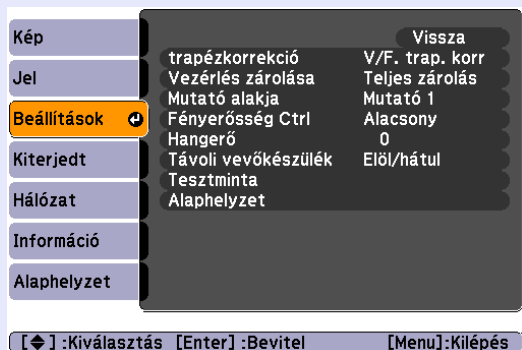 Kép
Jel
Beállítások
Kiterjedt
Hálózat
Információ
Alaphelyzet
Vissza
trapézkorrekció V/F. trap. korr
Vezérlés zárolása Teljes zárolás
Mutató alakja Mutató 1
Fényerősség Ctrl Alacsony
Hangerő 0
Távoli vevőkészülék Elöl/hátul
Tesztminta
Alaphelyzet
[ ] :Kiválasztás [Enter] :Bevitel [Menu]:Kilépés